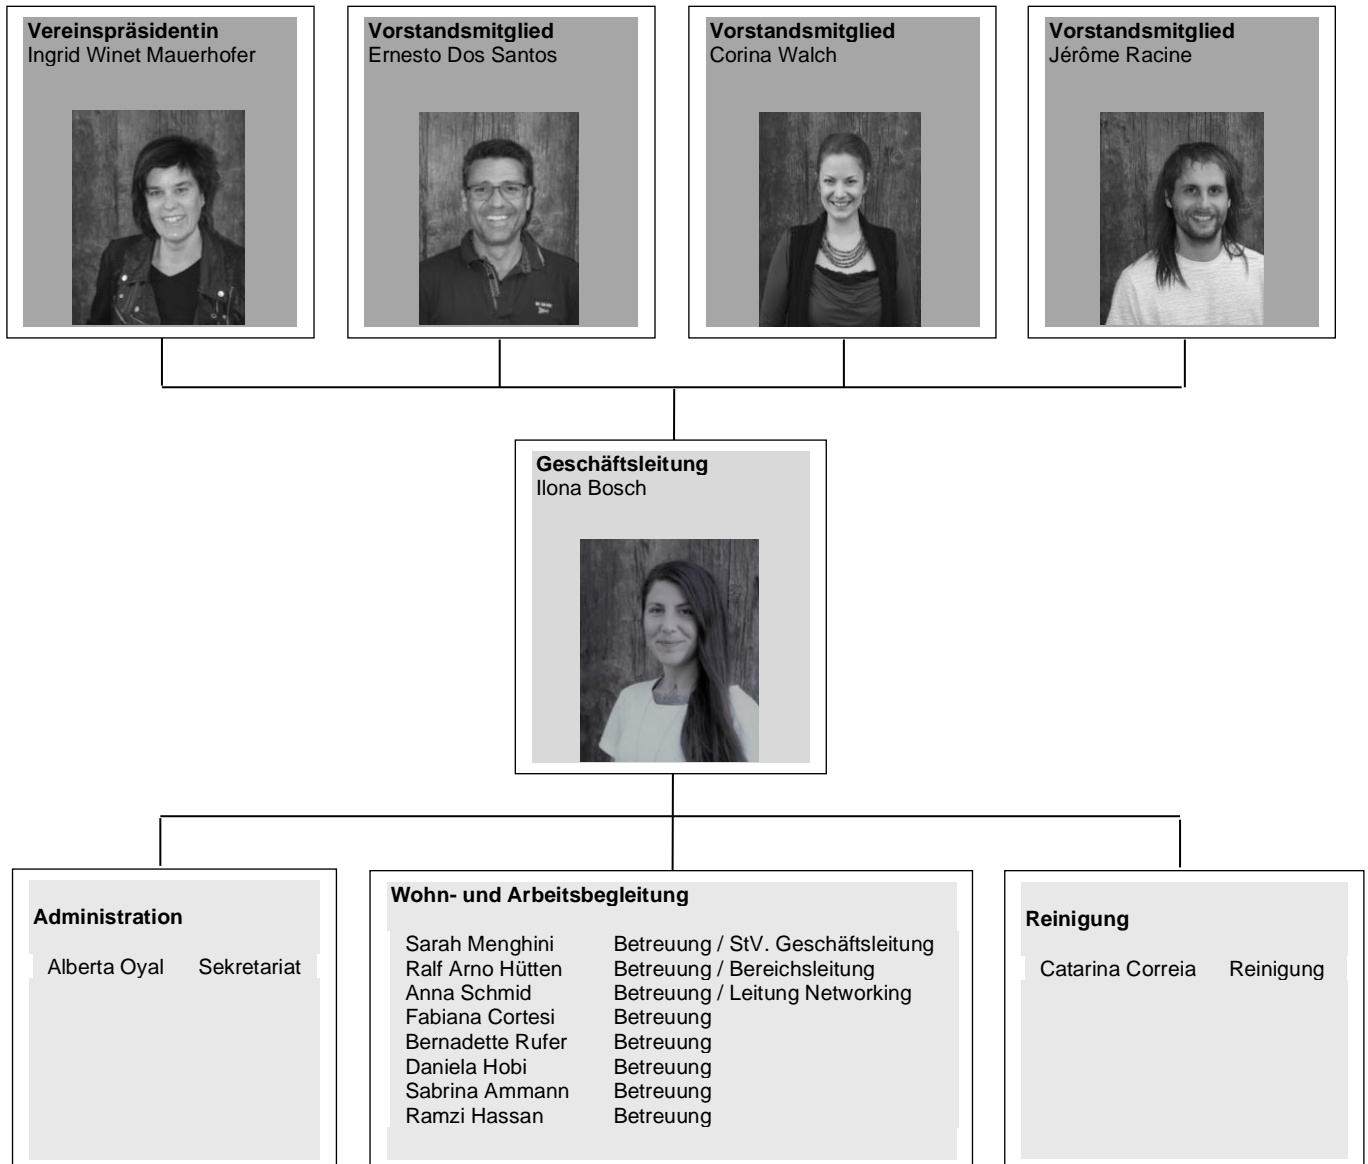 Vereinspräsidentin
Ingrid Winet Mauerhofer
Vorstandsmitglied
Ernesto Dos Santos
Vorstandsmitglied
Corina Walch
Vorstandsmitglied
Jérôme Racine
Geschäftsleitung
Ilona Bosch
Administration
Alberta Oyal Sekretariat
Wohn- und Arbeitsbegleitung
Sarah Menghini Betreuung / StV. Geschäftsleitung
Ralf Arno Hütten Betreuung / Bereichsleitung
Anna Schmid Betreuung / Leitung Networking
Fabiana Cortesi Betreuung
Bernadette Rufer Betreuung
Daniela Hobi Betreuung
Sabrina Ammann Betreuung
Ramzi Hassan Betreuung
Reinigung
Catarina Correia Reinigung